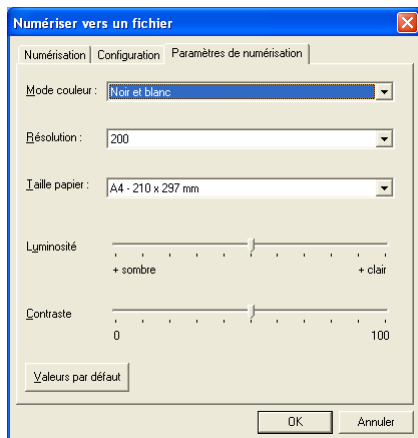 Numériser vers un fichier
Numérisation Configuration Paramètres de numérisation
Mode couleur : Noir et blanc
Résolution : 200
Taille papier : A4 - 210 x 297 mm
Luminosité
+ sombre + clair
Contraste
0 100
Valeurs par défaut
OK Annuler